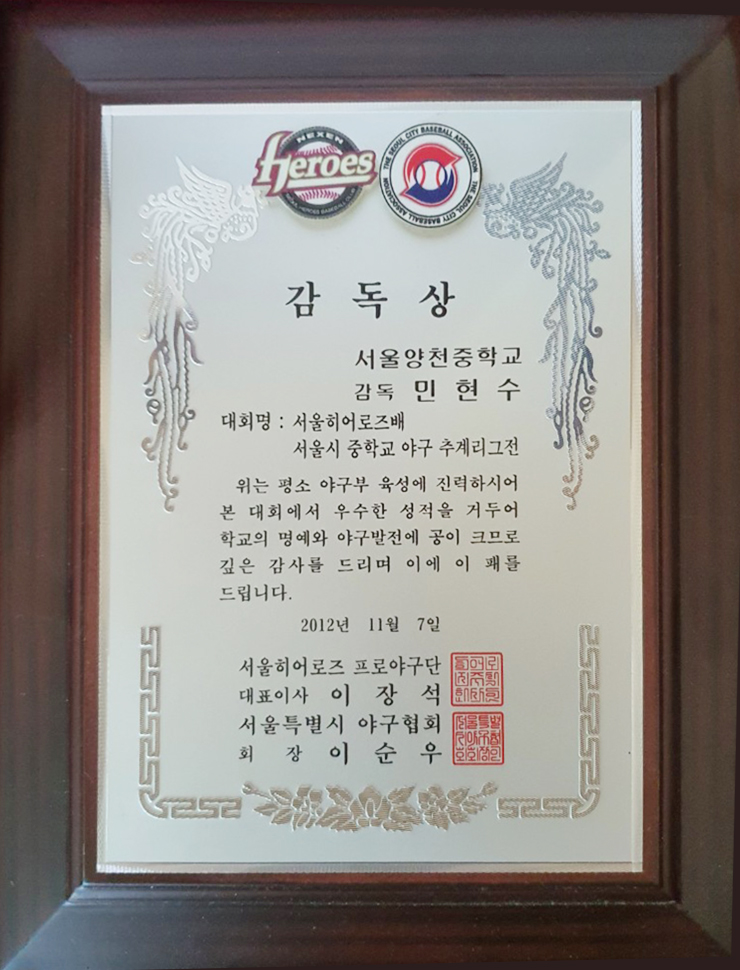 NEXEN
Heroes
THE SEOUL CITY BASEBALL ASSOCIATION THE SEOUL CITY BASEBALL ASSOCIATION
감 독 상
서울양천중학교
감독 민 현 수
대회명 : 서울히어로즈배
서울시 중학교 야구 추계리그전
위는 평소 야구부 육성에 진력하시어
본 대회에서 우수한 성적을 거두어
학교의 명예와 야구발전에 공이 크므로
깊은 감사를 드리며 이에 이 패를
드립니다.
2012년 11월 7일
서울히어로즈 프로야구단
대표이사 이 장 석
서울특별시 야구협회
회 장 이 순 우